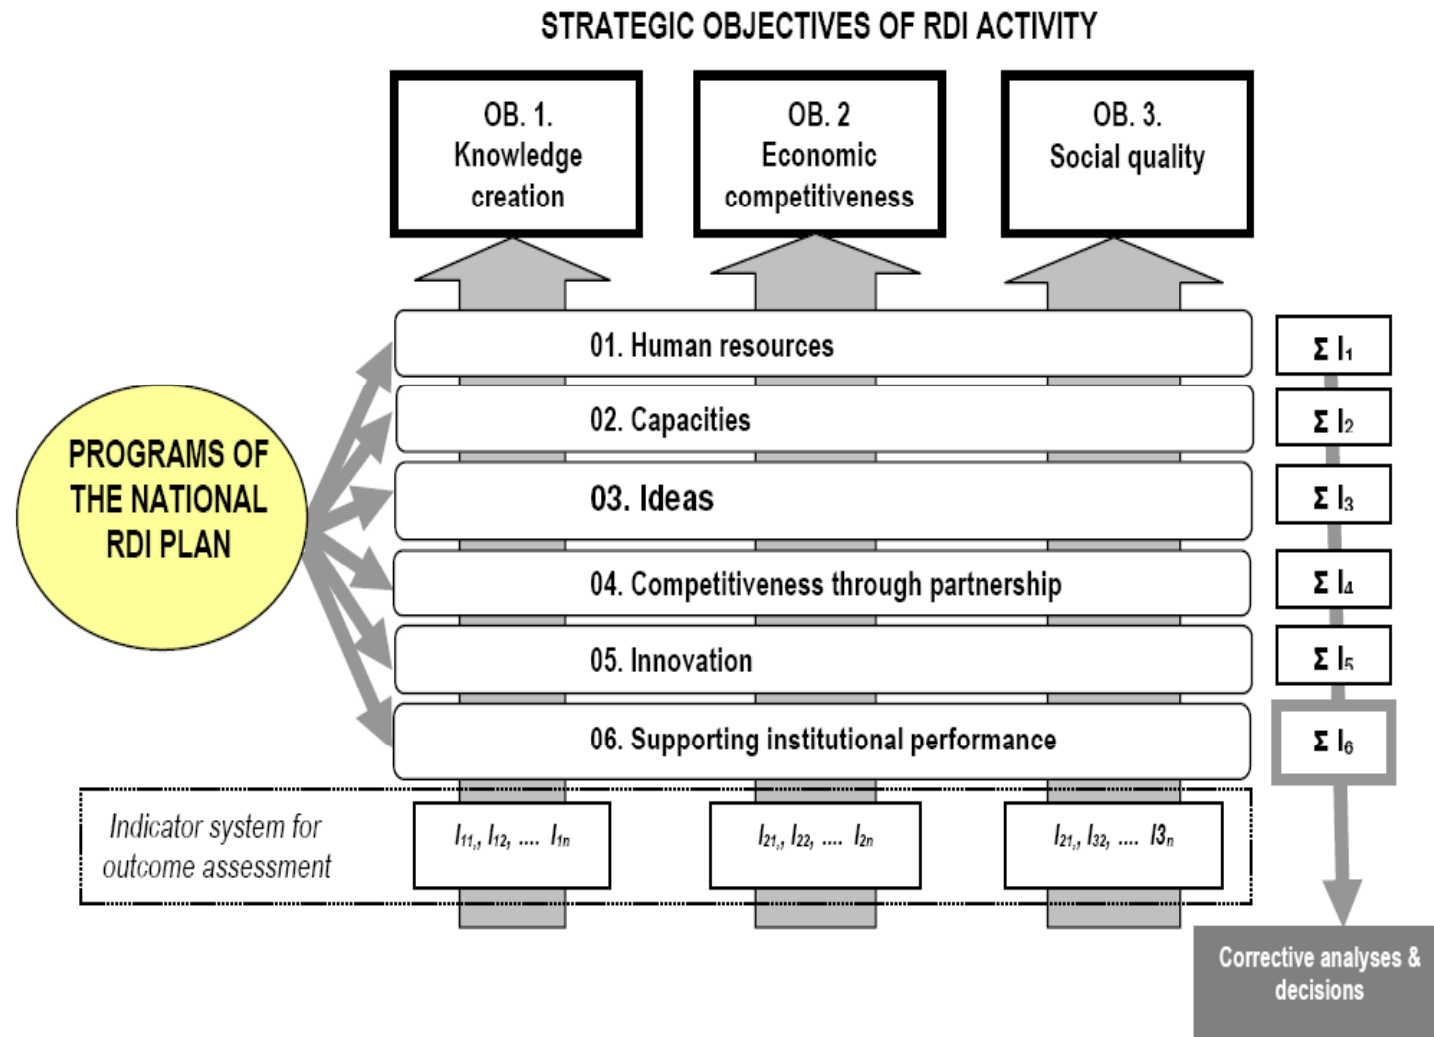 STRATEGIC OBJECTIVES OF RDI ACTIVITY
OB. 1.
Knowledge
creation
OB. 2
Economic
competitiveness
OB. 3.
Social quality
PROGRAMS OF
THE NATIONAL
RDI PLAN
01. Human resources
Σ I₁
02. Capacities
Σ I₂
03. Ideas
Σ I₃
04. Competitiveness through partnership
Σ I₄
05. Innovation
Σ I₅
06. Supporting institutional performance
Σ I₆
Indicator system for
outcome assessment
I₁₁,, I₁₂, .... I₁ₙ
I₂₁,, I₂₂, .... I₂ₙ
I₂₁,, I₃₂, .... I3ₙ
Corrective analyses &
decisions